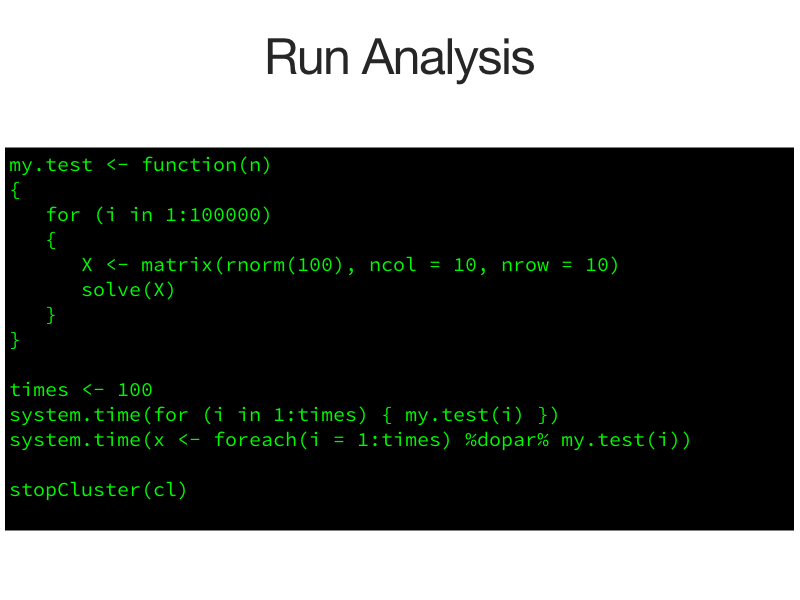 Run Analysis
my.test <- function(n)
{
   for (i in 1:100000)
   {
      X <- matrix(rnorm(100), ncol = 10, nrow = 10)
      solve(X)
   }
}
times <- 100
system.time(for (i in 1:times) { my.test(i) })
system.time(x <- foreach(i = 1:times) %dopar% my.test(i))
stopCluster(cl)